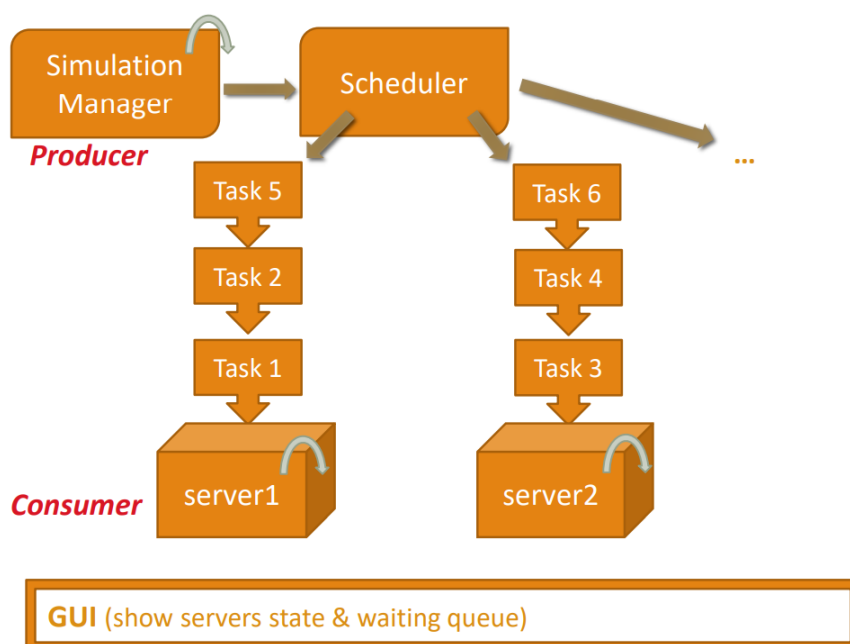 Simulation
Manager
Scheduler
Producer
...
Task 5
Task 6
Task 2
Task 4
Task 1
Task 3
server1
server2
Consumer
GUI (show servers state & waiting queue)